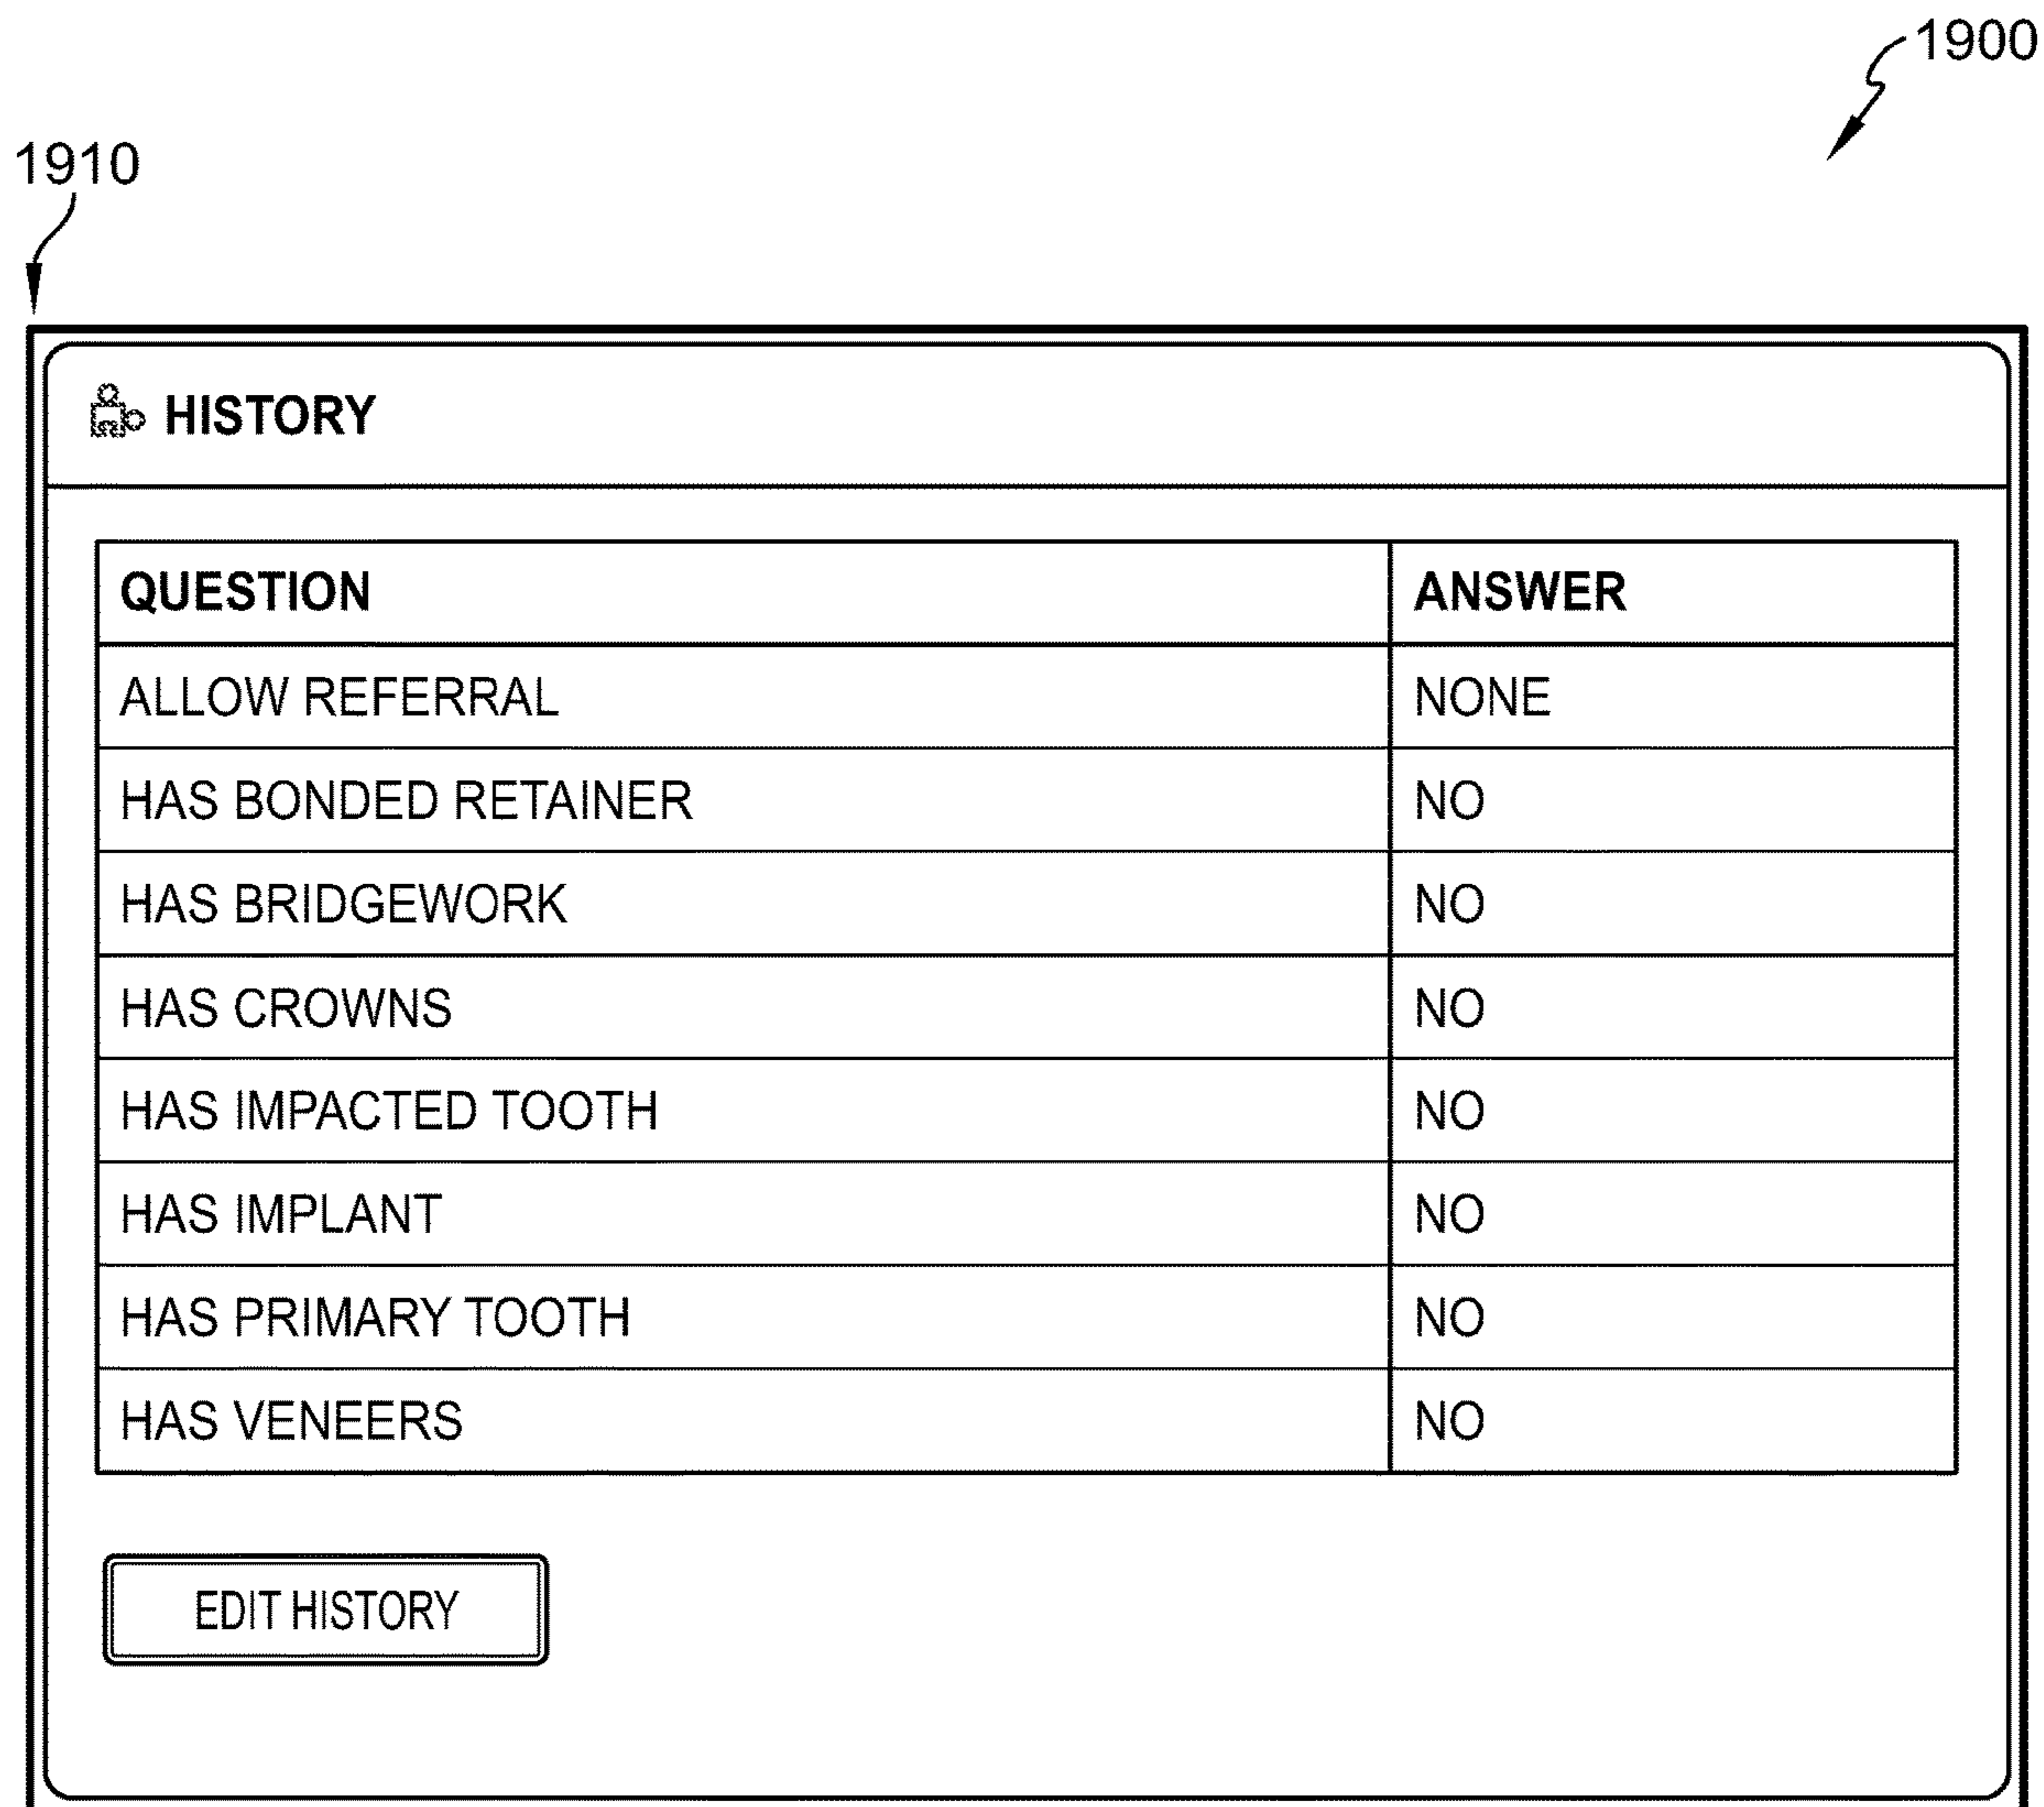 1900
1910
HISTORY
QUESTION ANSWER
ALLOW REFERRAL NONE
HAS BONDED RETAINER NO
HAS BRIDGEWORK NO
HAS CROWNS NO
HAS IMPACTED TOOTH NO
HAS IMPLANT NO
HAS PRIMARY TOOTH NO
HAS VENEERS NO
EDIT HISTORY